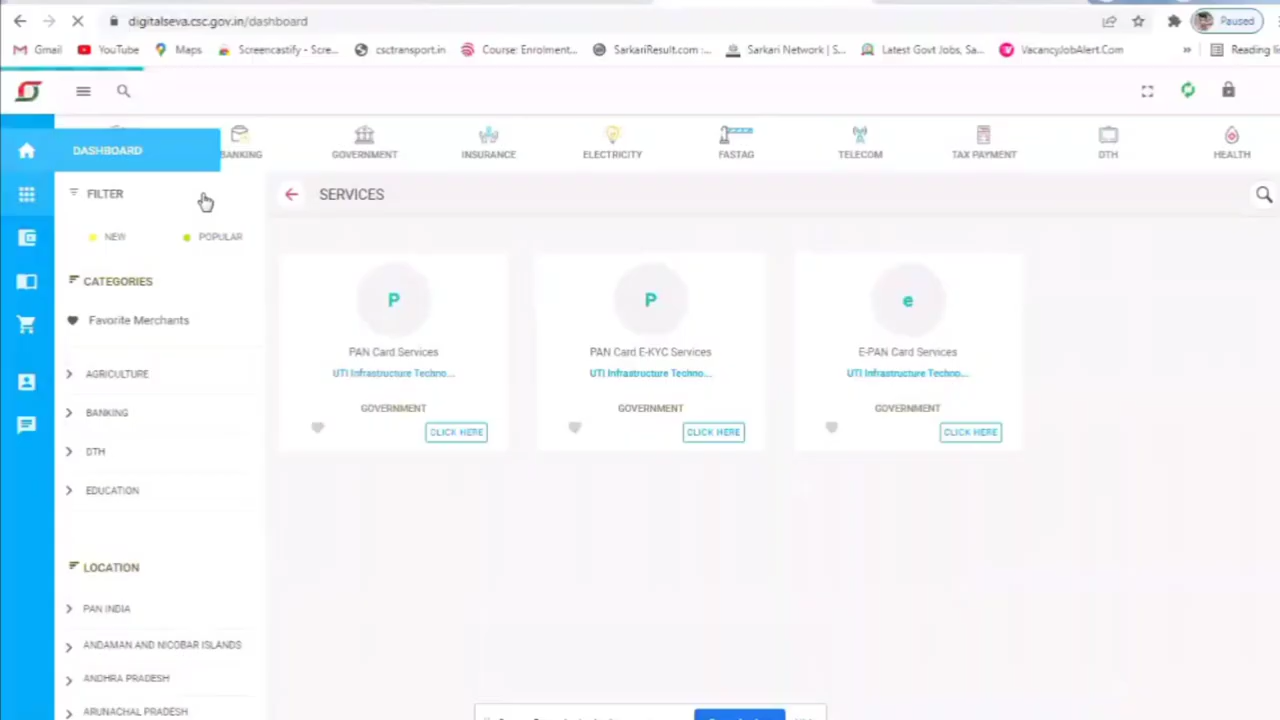 digitalseva.csc.gov.in/dashboard
Paused
Gmail YouTube Maps Screencastify - Scre... csctransport.in Course: Enrolment... SarkariResult.com :... Sarkari Network | S... Latest Govt Jobs, Sa... VacancyJobAlert.Com » Reading
DASHBOARD
BANKING GOVERNMENT INSURANCE ELECTRICITY FASTAG TELECOM TAX PAYMENT DTH HEALTH
FILTER
SERVICES
NEW POPULAR
CATEGORIES
Favorite Merchants
AGRICULTURE
BANKING
DTH
EDUCATION
LOCATION
PAN INDIA
ANDAMAN AND NICOBAR ISLANDS
ANDHRA PRADESH
ARUNACHAL PRADESH
P P e
PAN Card Services PAN Card E-KYC Services E-PAN Card Services
UTI Infrastructure Techno... UTI Infrastructure Techno... UTI Infrastructure Techno...
GOVERNMENT GOVERNMENT GOVERNMENT
CLICK HERE CLICK HERE CLICK HERE